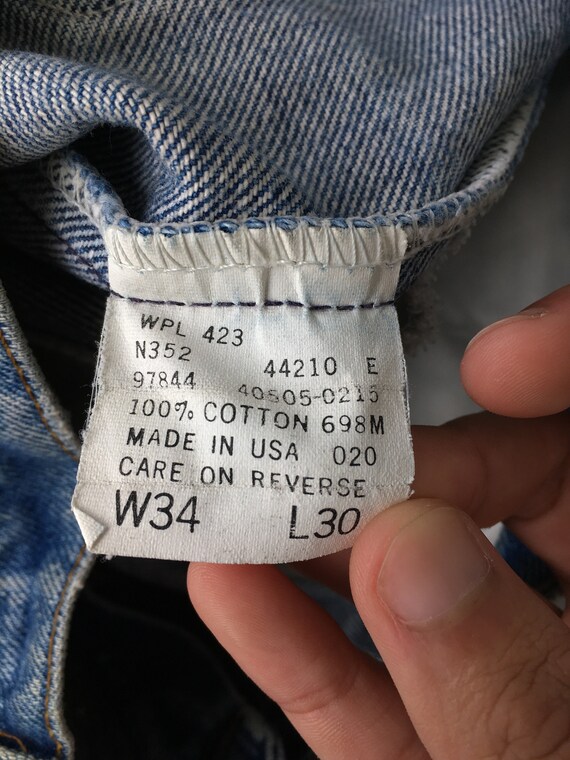 WPL 423
N352 44210 E
97844 40505-0215
100% COTTON 698M
MADE IN USA 020
CARE ON REVERSE
W34 L30